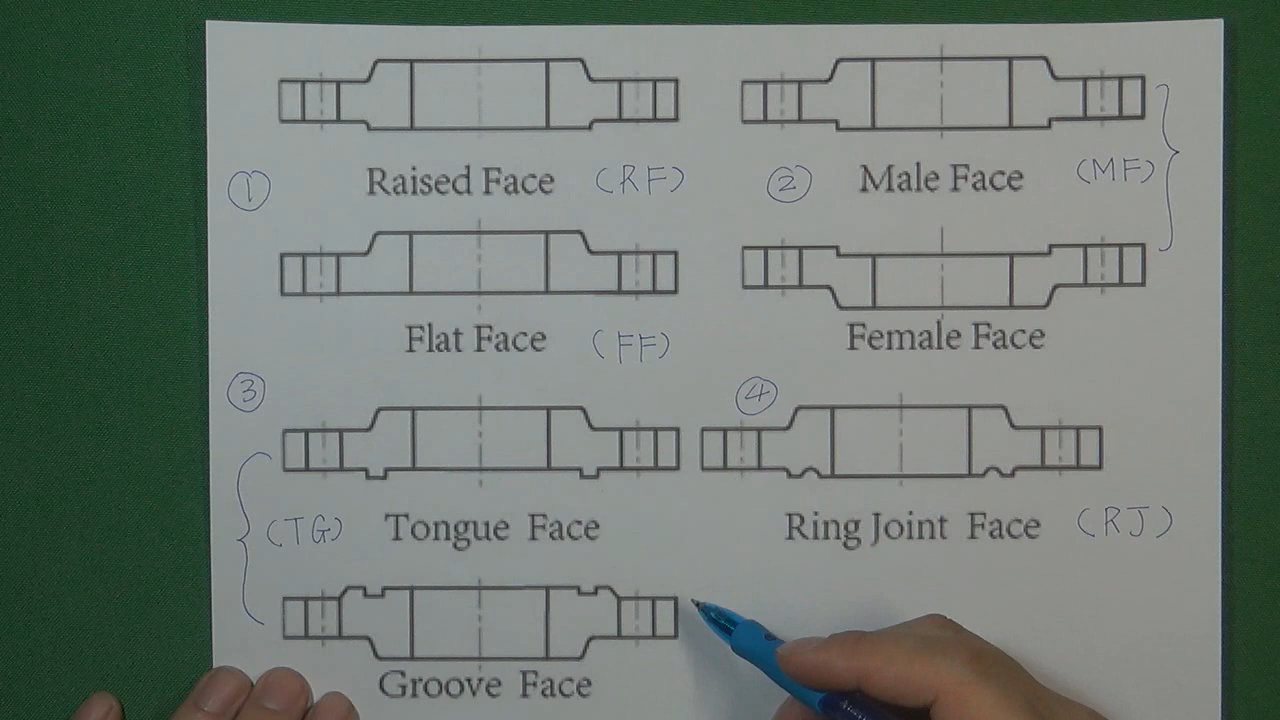 ① Raised Face (RF)
② Male Face (MF)
Flat Face (FF)
Female Face
③
④
(TG) Tongue Face
Ring Joint Face (RJ)
Groove Face